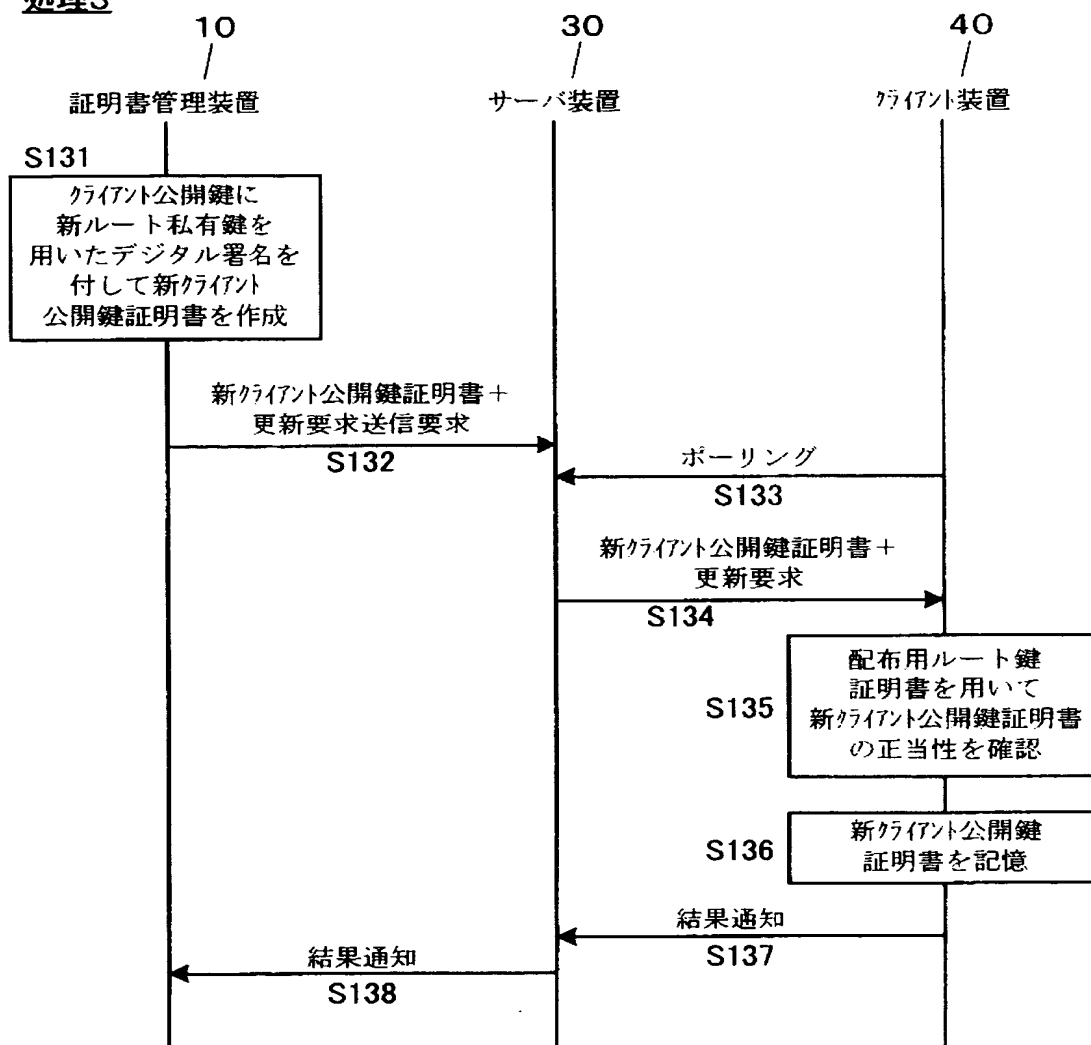 処理3
10
30
40
証明書管理装置
サーバ装置
クライアント装置
S131
クライアント公開鍵に
新ルート私有鍵を
用いたデジタル署名を
付して新クライアント
公開鍵証明書を作成
新クライアント公開鍵証明書+
更新要求送信要求
S132
ポーリング
S133
新クライアント公開鍵証明書+
更新要求
S134
S135
配布用ルート鍵
証明書を用いて
新クライアント公開鍵証明書
の正当性を確認
S136
新クライアント公開鍵
証明書を記憶
結果通知
S137
結果通知
S138